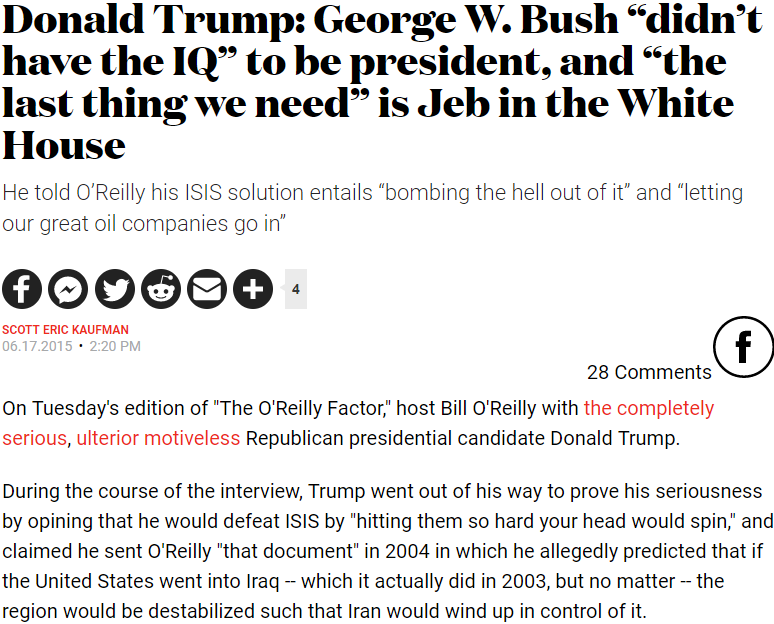 Donald Trump: George W. Bush “didn’t
have the IQ” to be president, and “the
last thing we need” is Jeb in the White
House
He told O’Reilly his ISIS solution entails “bombing the hell out of it” and “letting
our great oil companies go in”
4
SCOTT ERIC KAUFMAN
06.17.2015 • 2:20 PM
28 Comments
On Tuesday's edition of "The O'Reilly Factor," host Bill O'Reilly with the completely
serious, ulterior motiveless Republican presidential candidate Donald Trump.
During the course of the interview, Trump went out of his way to prove his seriousness
by opining that he would defeat ISIS by "hitting them so hard your head would spin," and
claimed he sent O'Reilly "that document" in 2004 in which he allegedly predicted that if
the United States went into Iraq -- which it actually did in 2003, but no matter -- the
region would be destabilized such that Iran would wind up in control of it.